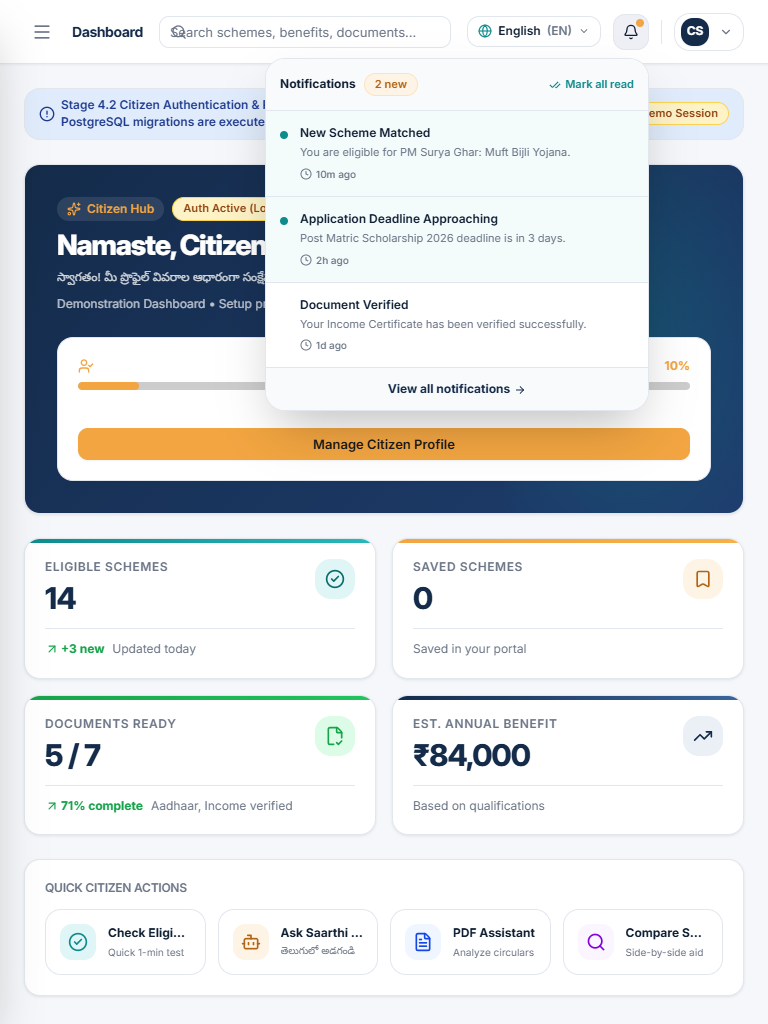 Dashboard
Search schemes, benefits, documents...
English (EN)
CS
Notifications
2 new
Mark all read
Stage 4.2 Citizen Authentication &
PostgreSQL migrations are execute
Session
New Scheme Matched
You are eligible for PM Surya Ghar: Muft Bijli Yojana.
10m ago
Application Deadline Approaching
Post Matric Scholarship 2026 deadline is in 3 days.
2h ago
Document Verified
Your Income Certificate has been verified successfully.
1d ago
View all notifications →
Citizen Hub
Auth Active (Lo
Namaste, Citizen
స్వాగతం! మీ ప్రొఫైల్ వివరాల ఆధారంగా
Demonstration Dashboard • Setup
10%
Manage Citizen Profile
ELIGIBLE SCHEMES
14
+3 new Updated today
SAVED SCHEMES
0
Saved in your portal
DOCUMENTS READY
5 / 7
71% complete Aadhaar, Income verified
EST. ANNUAL BENEFIT
₹84,000
Based on qualifications
QUICK CITIZEN ACTIONS
Check Eligi...
Quick 1-min test
Ask Saarthi ...
తెలుగులో అడగండి
PDF Assistant
Analyze circulars
Compare S...
Side-by-side aid